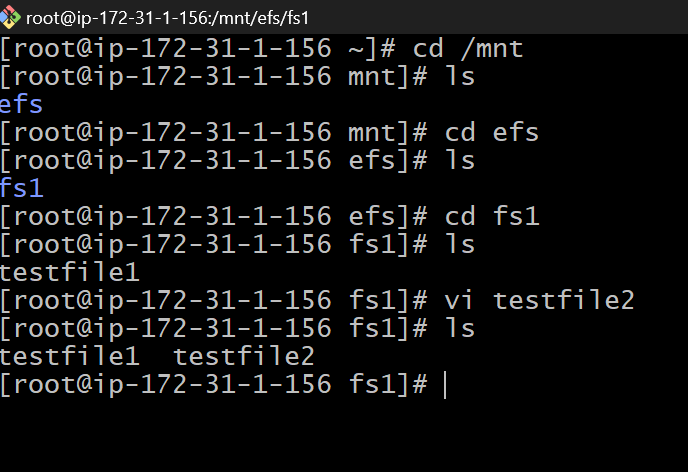 root@ip-172-31-1-156:/mnt/efs/fs1
[root@ip-172-31-1-156 ~]# cd /mnt
[root@ip-172-31-1-156 mnt]# ls
efs
[root@ip-172-31-1-156 mnt]# cd efs
[root@ip-172-31-1-156 efs]# ls
fs1
[root@ip-172-31-1-156 efs]# cd fs1
[root@ip-172-31-1-156 fs1]# ls
testfile1
[root@ip-172-31-1-156 fs1]# vi testfile2
[root@ip-172-31-1-156 fs1]# ls
testfile1  testfile2
[root@ip-172-31-1-156 fs1]#